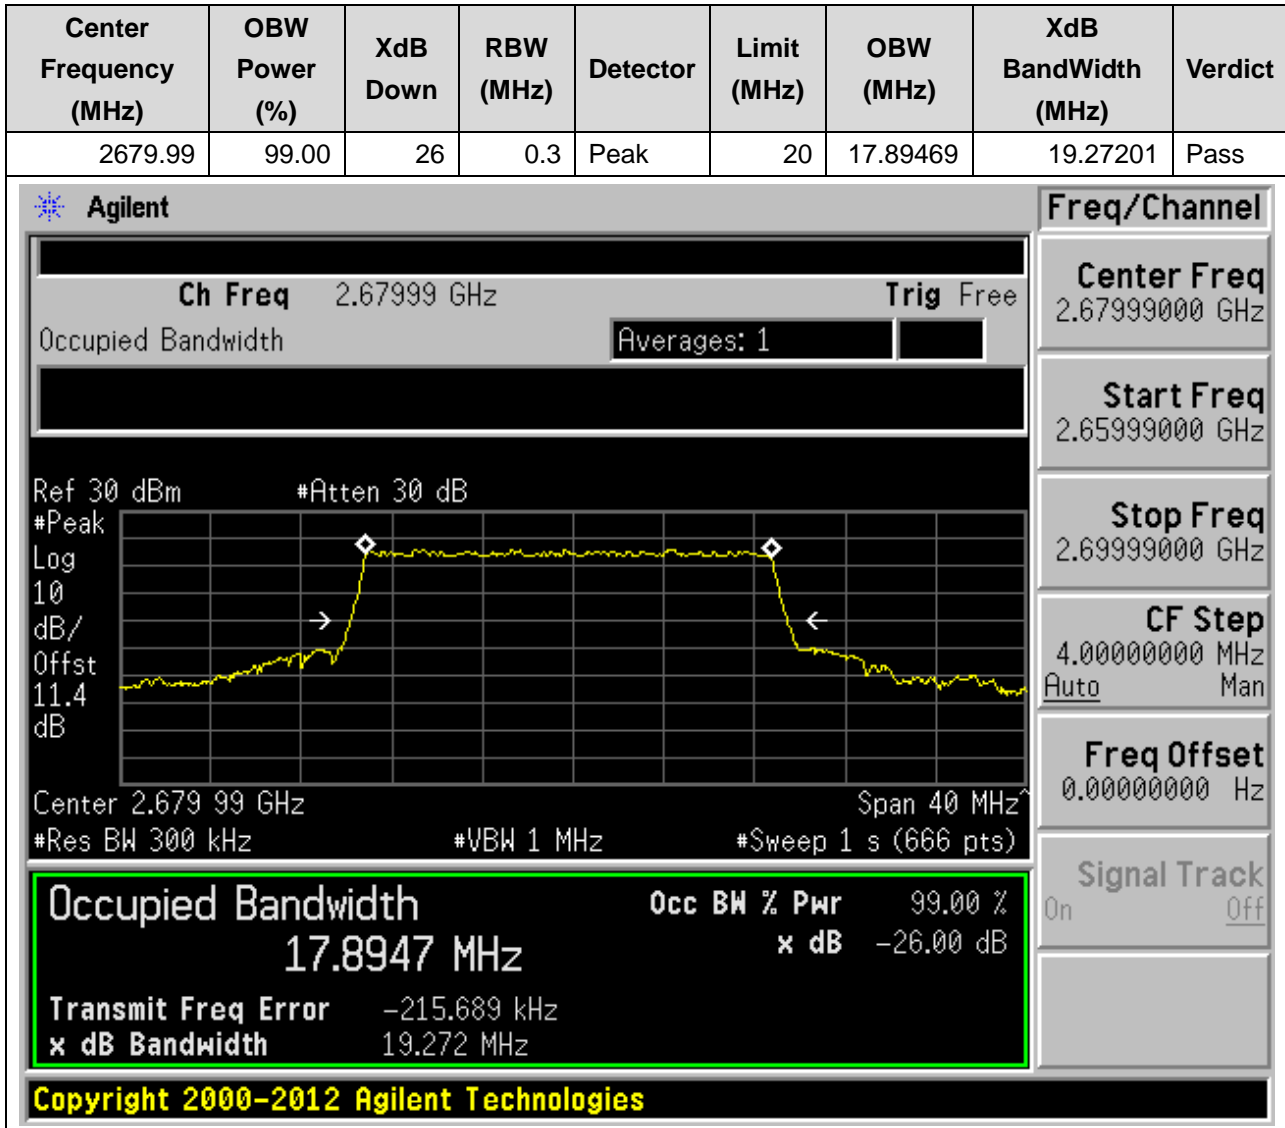 Center Frequency (MHz) OBW Power (%) XdB Down RBW (MHz) Detector Limit (MHz) OBW (MHz) XdB BandWidth (MHz) Verdict
2679.99 99.00 26 0.3 Peak 20 17.89469 19.27201 Pass
Agilent
Freq/Channel
Ch Freq 2.67999 GHz Trig Free
Occupied Bandwidth Averages: 1
Center Freq
2.67999000 GHz
Start Freq
2.65999000 GHz
Stop Freq
2.69999000 GHz
CF Step
4.00000000 MHz
Auto Man
Freq Offset
0.00000000 Hz
Signal Track
On Off
Ref 30 dBm #Atten 30 dB
#Peak
Log
10
dB/
Offst
11.4
dB
Center 2.679 99 GHz Span 40 MHz^
#Res BW 300 kHz #VBW 1 MHz #Sweep 1 s (666 pts)
Occupied Bandwidth Occ BW % Pwr 99.00 %
17.8947 MHz x dB -26.00 dB
Transmit Freq Error -215.689 kHz
x dB Bandwidth 19.272 MHz
Copyright 2000-2012 Agilent Technologies